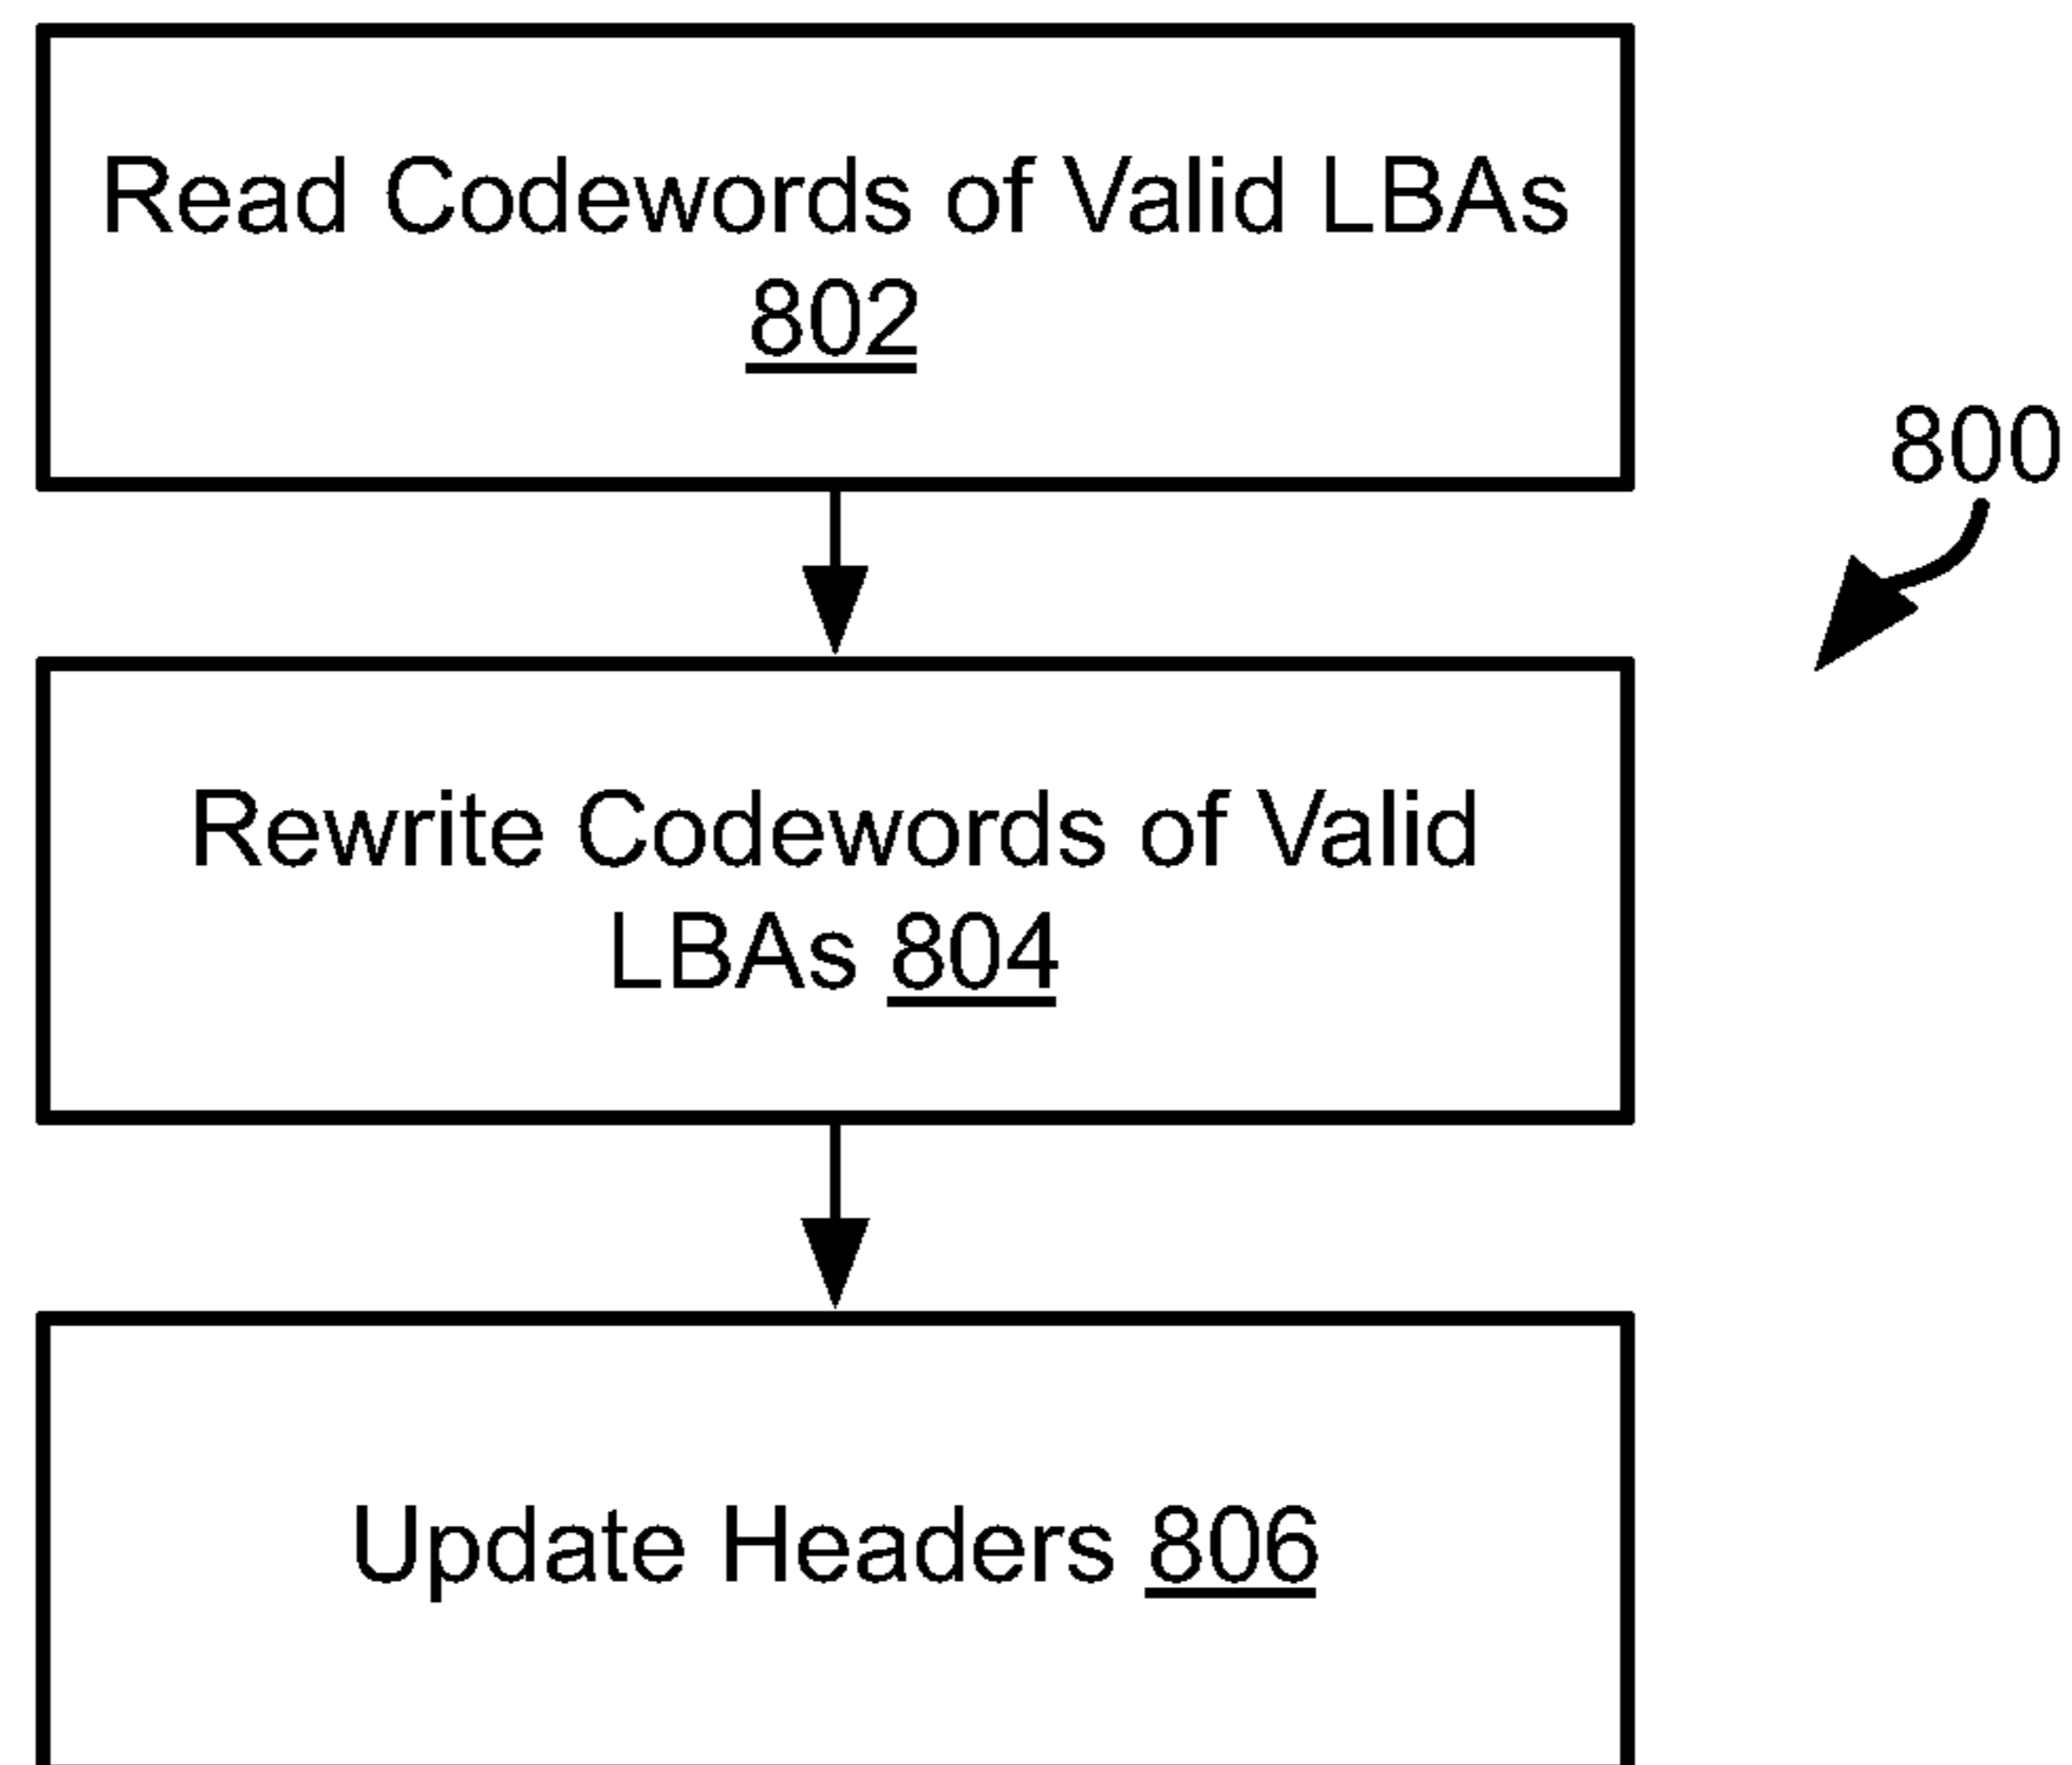 Read Codewords of Valid LBAs
802
800
Rewrite Codewords of Valid
LBAs 804
Update Headers 806